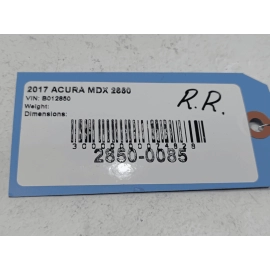 2017 ACURA MDX 2850
VIN: B012850
Weight:
Dimensions:
R.R.
2850-0085